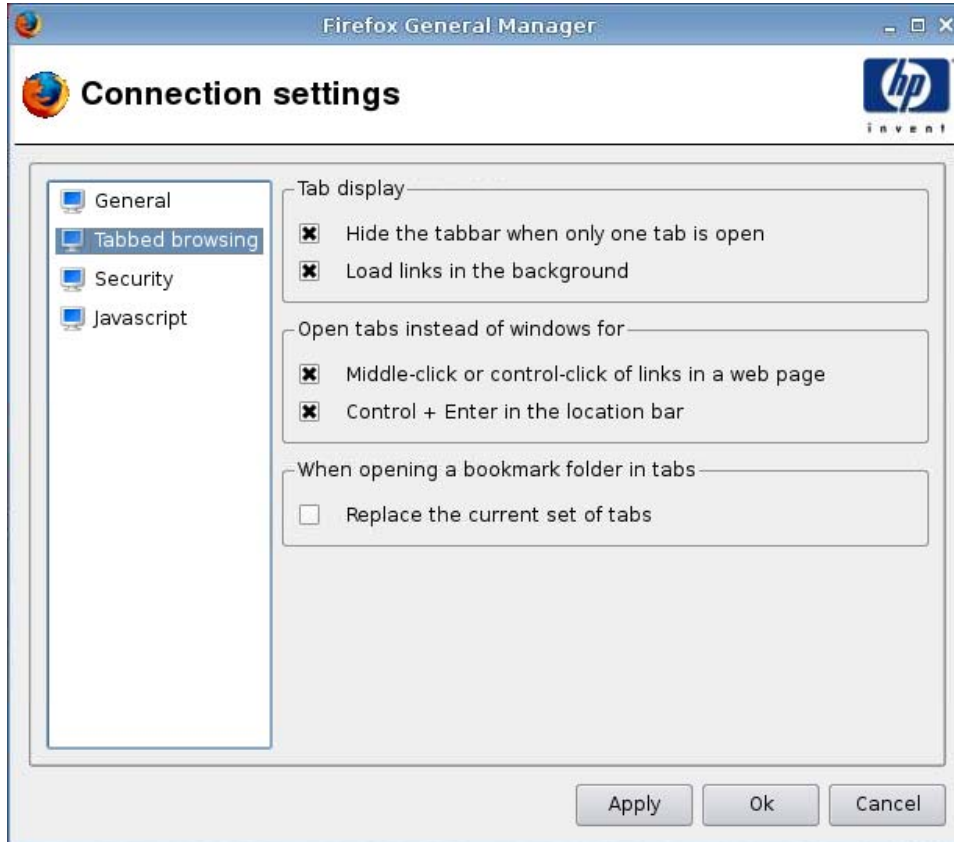 Firefox General Manager
Connection settings
hp
invent
General
Tabbed browsing
Security
Javascript
Tab display
Hide the tabbar when only one tab is open
Load links in the background
Open tabs instead of windows for
Middle-click or control-click of links in a web page
Control + Enter in the location bar
When opening a bookmark folder in tabs
Replace the current set of tabs
Apply
Ok
Cancel